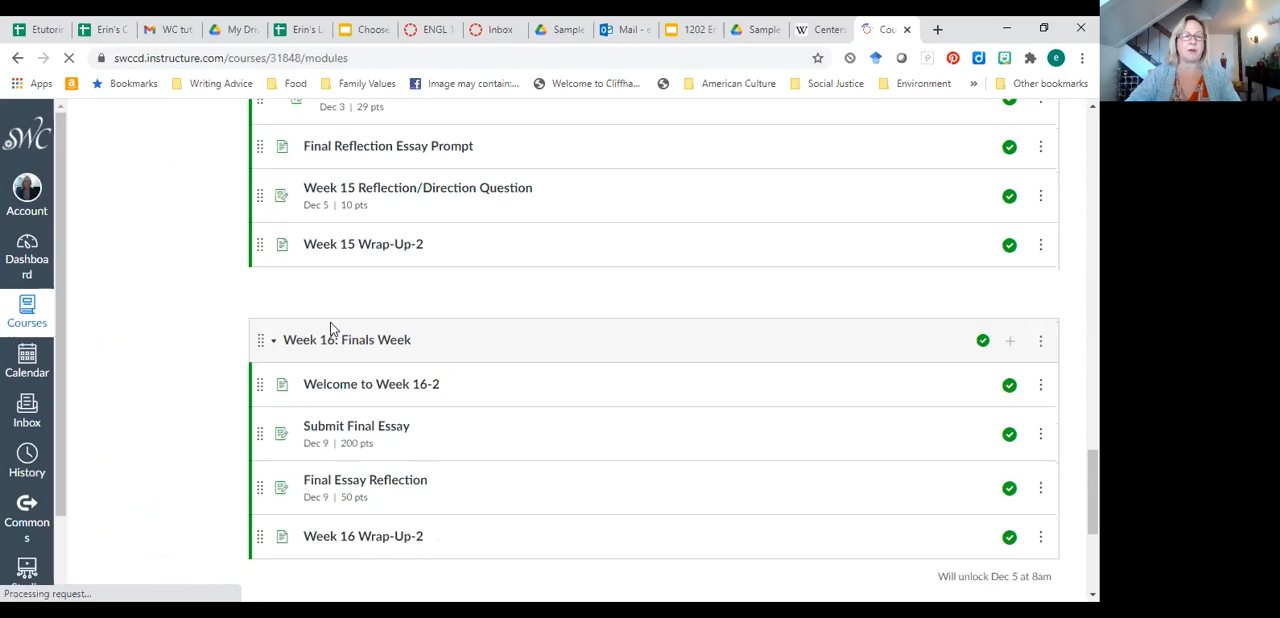 Etutori
Erin's C
WC tut
My Dri
Erin's L
Choose
ENGL 1
Inbox
Sample
Mail - e
1202 En
Sample
Centers
Cou
swccd.instructure.com/courses/31848/modules
Apps
Bookmarks
Writing Advice
Food
Family Values
Image may contain:...
Welcome to Cliffha...
American Culture
Social Justice
Environment
»
Other bookmarks
e
SWC
Account
Dashboa
rd
Courses
Calendar
Inbox
History
Common
s
Dec 3 | 29 pts
Final Reflection Essay Prompt
Week 15 Reflection/Direction Question
Dec 5 | 10 pts
Week 15 Wrap-Up-2
Week 16: Finals Week
Welcome to Week 16-2
Submit Final Essay
Dec 9 | 200 pts
Final Essay Reflection
Dec 9 | 50 pts
Week 16 Wrap-Up-2
Will unlock Dec 5 at 8am
Processing request...